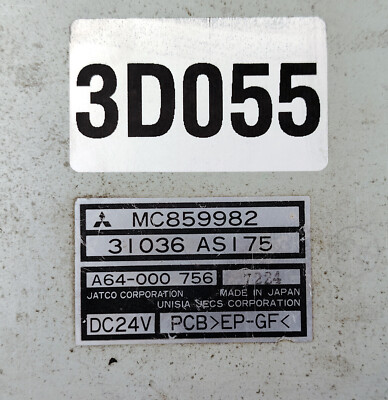 3D055
MC859982
31036 AS175
A64-000 756 7224
JATCO CORPORATION MADE IN JAPAN
UNISIA JECS CORPORATION
DC24V PCB>EP-GF<